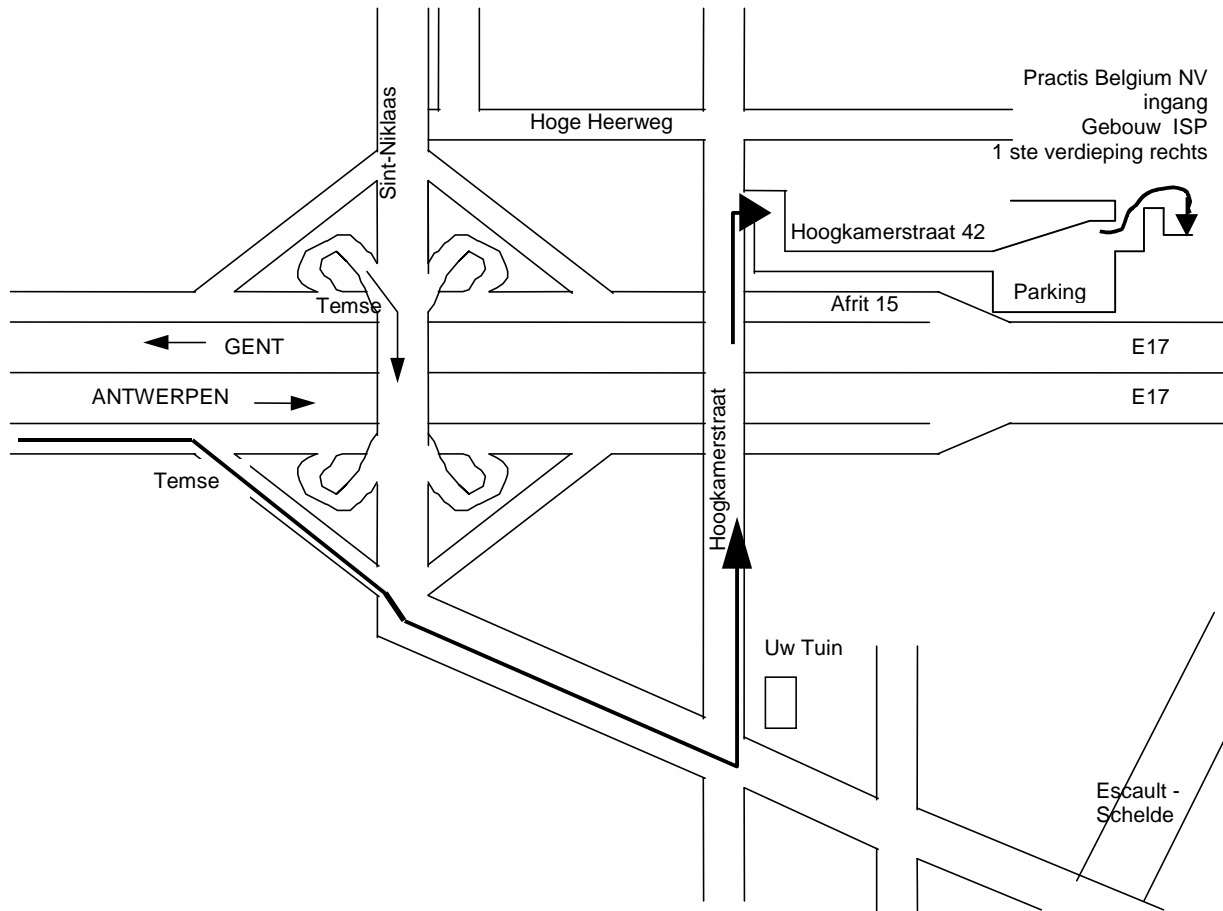 Practis Belgium NV
ingang
Gebouw ISP
1 ste verdieping rechts
Sint-Niklaas
Hoge Heerweg
Hoogkamerstraat 42
Temse
Afrit 15
Parking
GENT
E17
ANTWERPEN
E17
Temse
Hoogkamerstraat
Uw Tuin
Escault -
Schelde